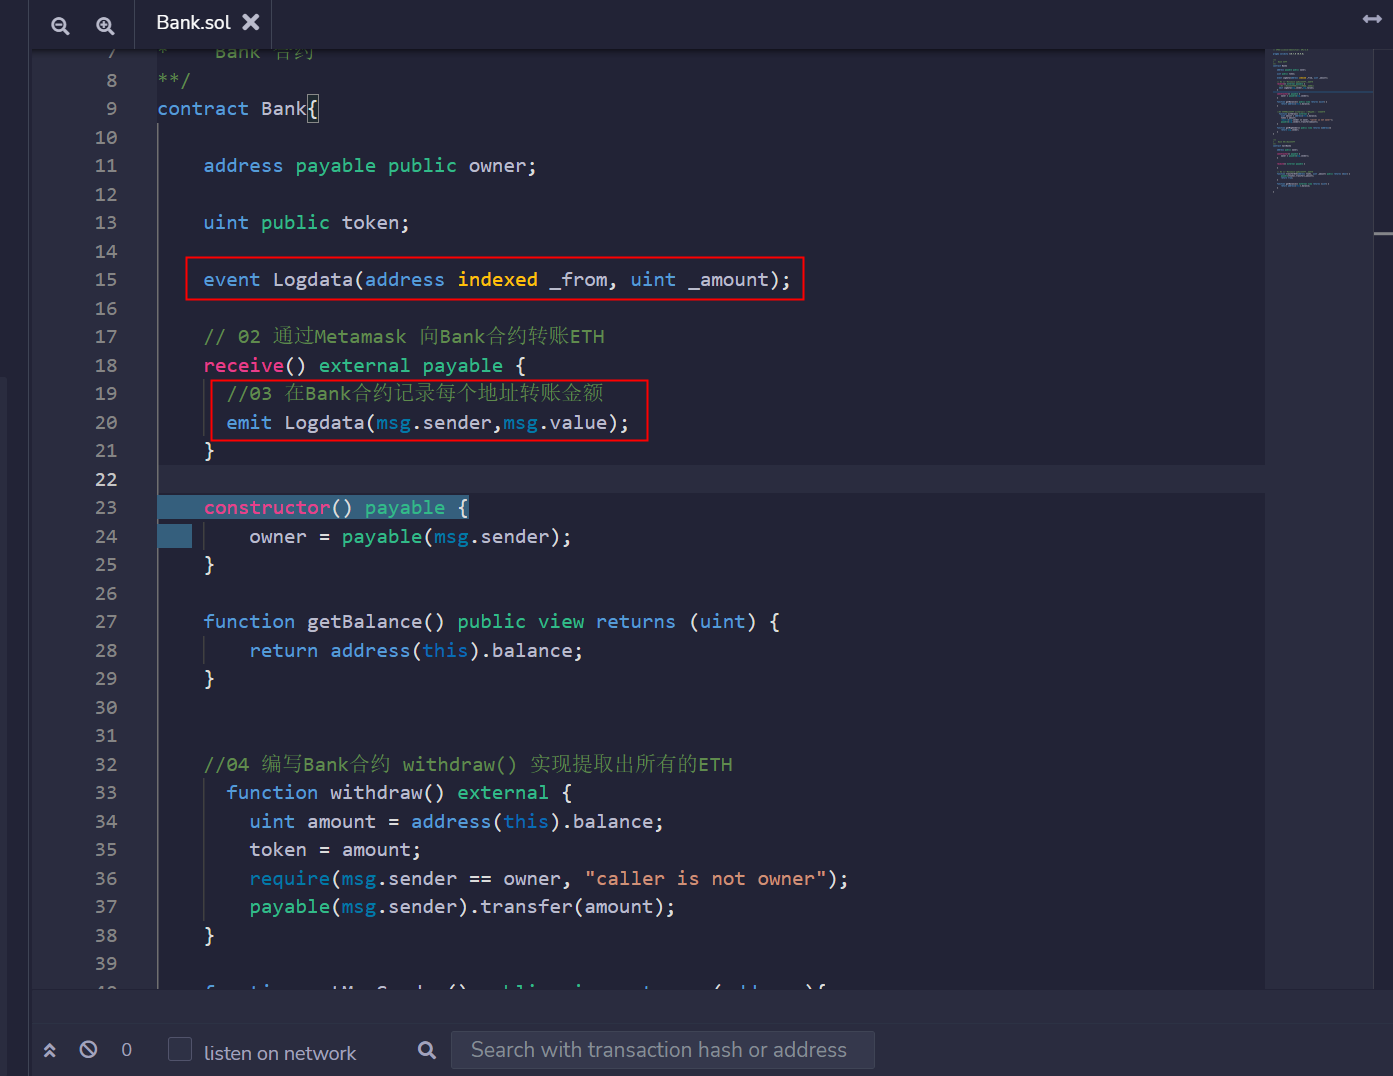 Bank.sol
7 * Bank 合约
8 **/
9 contract Bank{
10
11 address payable public owner;
12
13 uint public token;
14
15 event Logdata(address indexed _from, uint _amount);
16
17 // 02 通过Metamask 向Bank合约转账ETH
18 receive() external payable {
19 //03 在Bank合约记录每个地址转账金额
20 emit Logdata(msg.sender,msg.value);
21 }
22
23 constructor() payable {
24 owner = payable(msg.sender);
25 }
26
27 function getBalance() public view returns (uint) {
28 return address(this).balance;
29 }
30
31
32 //04 编写Bank合约 withdraw() 实现提取出所有的ETH
33 function withdraw() external {
34 uint amount = address(this).balance;
35 token = amount;
36 require(msg.sender == owner, "caller is not owner");
37 payable(msg.sender).transfer(amount);
38 }
39
0 listen on network Search with transaction hash or address